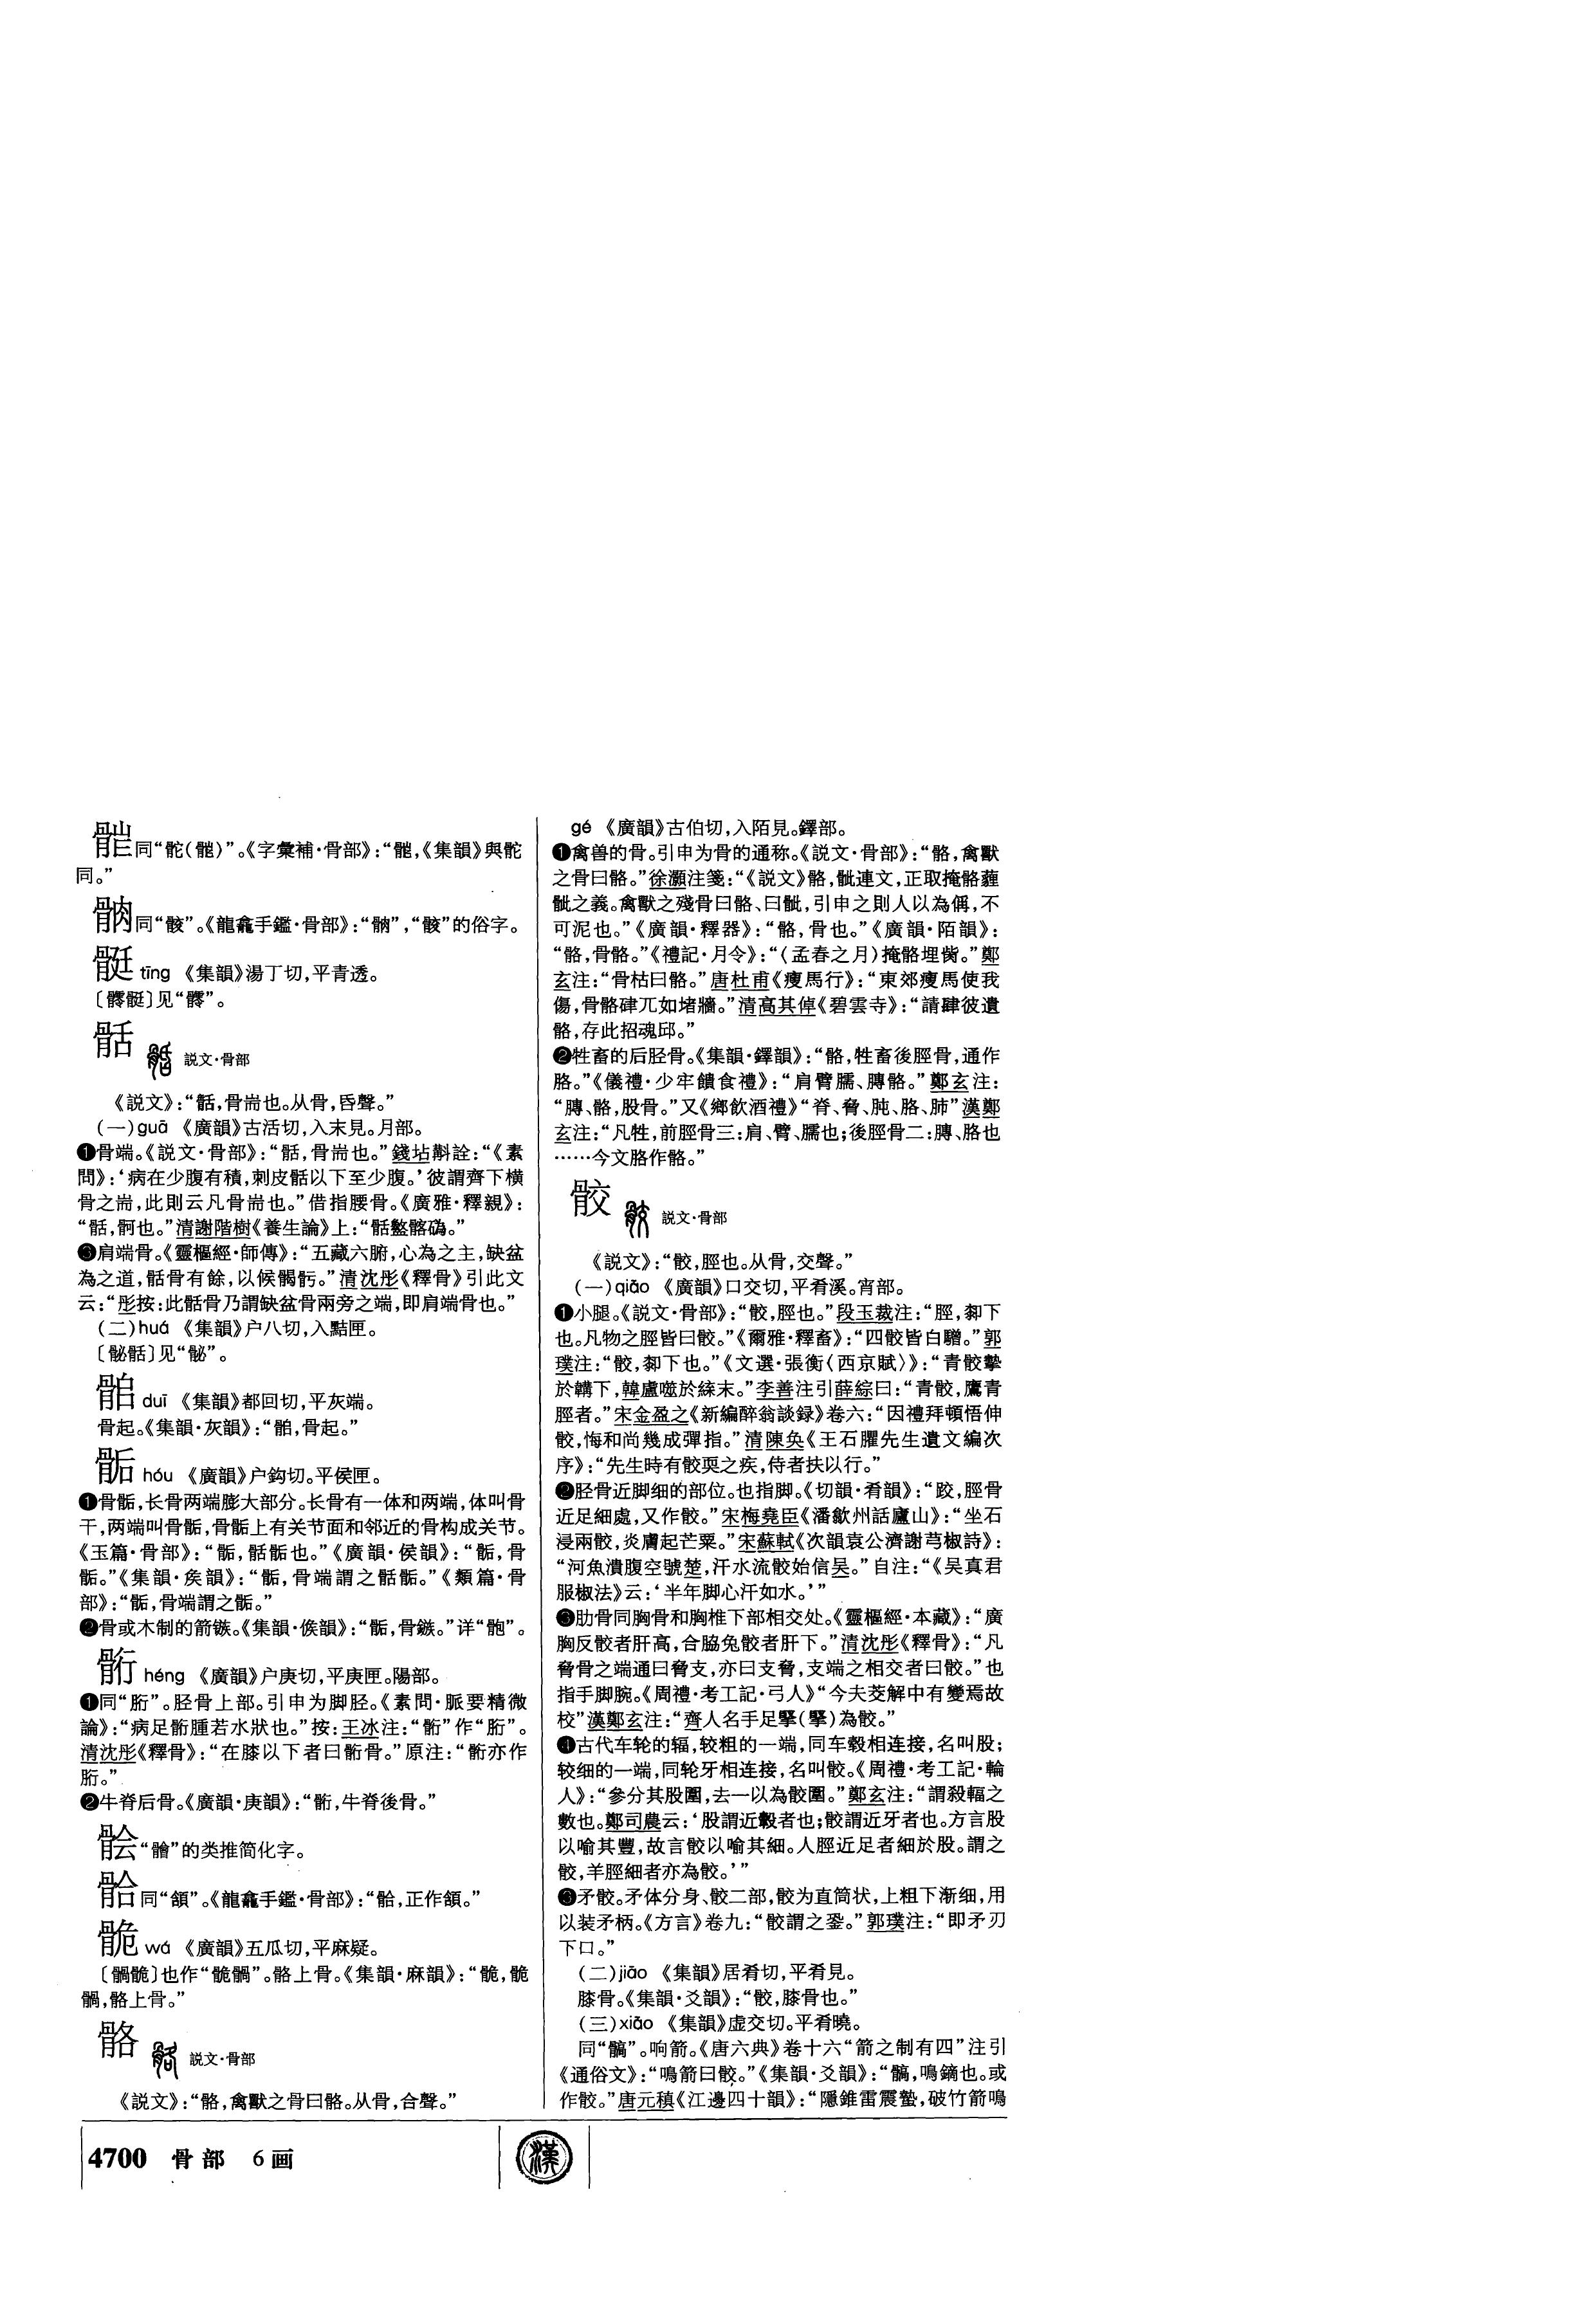 同“骴(髊)”。《字彙補·骨部》:“髊,《集韻》與骴
同。”
同“骸”。《龍龕手鑑·骨部》:“䯏”,“骸”的俗字。
tīng 《集韻》湯丁切,平青透。
〔髎䯕〕见“髎”。
䯏 説文·骨部
《説文》:“䯏,骨耑也。从骨,昏聲。”
(一)guā 《廣韻》古活切,入末見。月部。
❶骨端。《説文·骨部》:“䯏,骨耑也。”錢坫斠詮:“《素
問》:‘病在少腹有積,刺皮䯏以下至少腹。’彼謂齊下横
骨之耑,此則云凡骨耑也。”借指腰骨。《廣雅·釋親》:
“䯏,䯊也。”清謝階樹《養生論》上:
❸肩端骨。《靈樞經·師傳》:“五藏六腑,心為之主,缺盆
為之道,䯏骨有餘,以候𩩲骬。”清沈彤《釋骨》引此文
云:“彤按:此䯏骨乃謂缺盆骨兩旁之端,即肩端骨也。”
(二)huá 《集韻》户八切,入黠匣。
〔䯗䯏〕见“䯗”。
duī 《集韻》都回切,平灰端。
骨起。《集韻·灰韻》:“,骨起。”
骺 hóu 《廣韻》户鈎切。平侯匣。
❶骨骺,长骨两端膨大部分。长骨有一体和两端,体叫骨
干,两端叫骨骺,骨骺上有关节面和邻近的骨构成关节。
《玉篇·骨部》:“骺,䯏骺也。”《廣韻·侯韻》:“骺,骨
骺。”《集韻·矦韻》:“骺,骨端謂之䯏骺。”《類篇·骨
部》:“骺,骨端謂之骺。”
❷骨或木制的箭镞。《集韻·候韻》:“骺,骨鏃。”详“骲”。
䯒 héng 《廣韻》户庚切,平庚匣。陽部。
❶同“胻”。胫骨上部。引申为脚胫。《素問·脈要精微
論》:“病足䯒腫若水狀也。”按:王冰注:“䯒”作“胻”。
清沈彤《釋骨》:“在膝以下者曰䯒骨。”原注:“䯒亦作
胻。”
❷牛脊后骨。《廣韻·庚韻》:“䯒,牛脊後骨。”
“髑”的类推简化字。
同“頷”。《龍龕手鑑·骨部》:“䯋,正作頷。”
wá 《廣韻》五瓜切,平麻疑。
〔䯞䯓〕也作“䯓䯞”。骼上骨。《集韻·麻韻》:“䯓,䯓
䯞,骼上骨。”
骼 説文·骨部
《説文》:“骼,禽獸之骨曰骼。从骨,各聲。”
gé 《廣韻》古伯切,入陌見。鐸部。
❶禽兽的骨。引申为骨的通称。《説文·骨部》:“骼,禽獸
之骨曰骼。”徐灝注箋:“《説文》骼,骴連文,正取掩骼薶
骴之義。禽獸之殘骨曰骼、曰骴,引申之則人以為偁,不
可泥也。”《廣韻·釋器》:“骼,骨也。”《廣韻·陌韻》:
“骼,骨骼。”《禮記·月令》:“(孟春之月)掩骼埋胔。”鄭
玄注:“骨枯曰骼。”唐杜甫《瘦馬行》:“東郊瘦馬使我
傷,骨骼硉兀如堵牆。”清高其倬《碧雲寺》:“請肆彼遺
骼,存此招魂邱。”
❷牲畜的后胫骨。《集韻·鐸韻》:“骼,牲畜後脛骨,通作
胳。”《儀禮·少牢饋食禮》:“肩臂臑、膊骼。”鄭玄注:
“膊、骼,股骨。”又《鄉飲酒禮》“脊、脅、肫、胳、肺”漢鄭
玄注:“凡牲,前脛骨三:肩、臂、臑也;後脛骨二:膊、胳也
……今文胳作骼。”
骹 説文·骨部
《説文》:“骹,脛也。从骨,交聲。”
(一)qiāo 《廣韻》口交切,平肴溪。宵部。
❶小腿。《説文·骨部》:“骹,脛也。”段玉裁注:“脛,厀下
也。凡物之脛皆曰骹。”《爾雅·釋畜》:“四骹皆白驓。”郭
璞注:“骹,厀下也。”《文選·張衡〈西京賦〉》:“青骹摯
於韝下,韓盧噬於緤末。”李善注引薛綜曰:“青骹,鷹青
脛者。”宋金盈之《新編醉翁談録》卷六:“因禮拜頓悟伸
骹,悔和尚幾成彈指。”清陳奂《王石臞先生遺文編次
序》:“先生時有骹耎之疾,侍者扶以行。”
❷胫骨近脚细的部位。也指脚。《切韻·肴韻》:“跤,脛骨
近足細處,又作骹。”宋梅堯臣《潘歙州話廬山》:“坐石
浸兩骹,炎膚起芒粟。”宋蘇軾《次韻袁公濟謝芎椒詩》:
“河魚潰腹空號楚,汗水流骹始信吴。”自注:“《吴真君
服椒法》云:‘半年脚心汗如水。’”
❸肋骨同胸骨和胸椎下部相交处。《靈樞經·本藏》:“廣
胸反骹者肝高,合脇兔骹者肝下。”清沈彤《釋骨》:“凡
脅骨之端通曰脅支,亦曰支脅,支端之相交者曰骹。”也
指手脚腕。《周禮·考工記·弓人》“今夫茭解中有變焉故
校”漢鄭玄注:“齊人名手足掔(掔)為骹。”
❹古代车轮的辐,较粗的一端,同车毂相连接,名叫股;
较细的一端,同轮牙相连接,名叫骹。《周禮·考工記·輪
人》:“參分其股圍,去一以為骹圍。”鄭玄注:“謂殺輻之
數也。鄭司農云:‘股謂近轂者也;骹謂近牙者也。方言股
以喻其豐,故言骹以喻其細。人脛近足者細於股。謂之
骹,羊脛細者亦為骹。’”
❸矛骹。矛体分身、骹二部,骹为直筒状,上粗下渐细,用
以装矛柄。《方言》卷九:“骹謂之銎。”郭璞注:“即矛刃
下口。”
(二)jiāo 《集韻》居肴切,平肴見。
膝骨。《集韻·爻韻》:“骹,膝骨也。”
(三)xiāo 《集韻》虚交切。平肴曉。
同“髇”。响箭。《唐六典》卷十六“箭之制有四”注引
《通俗文》:“鳴箭曰骹。”《集韻·爻韻》:“髇,鳴鏑也。或
作骹。”唐元稹《江邊四十韻》:“隱錐雷震蟄,破竹箭鳴
4700 骨部 6画
漢